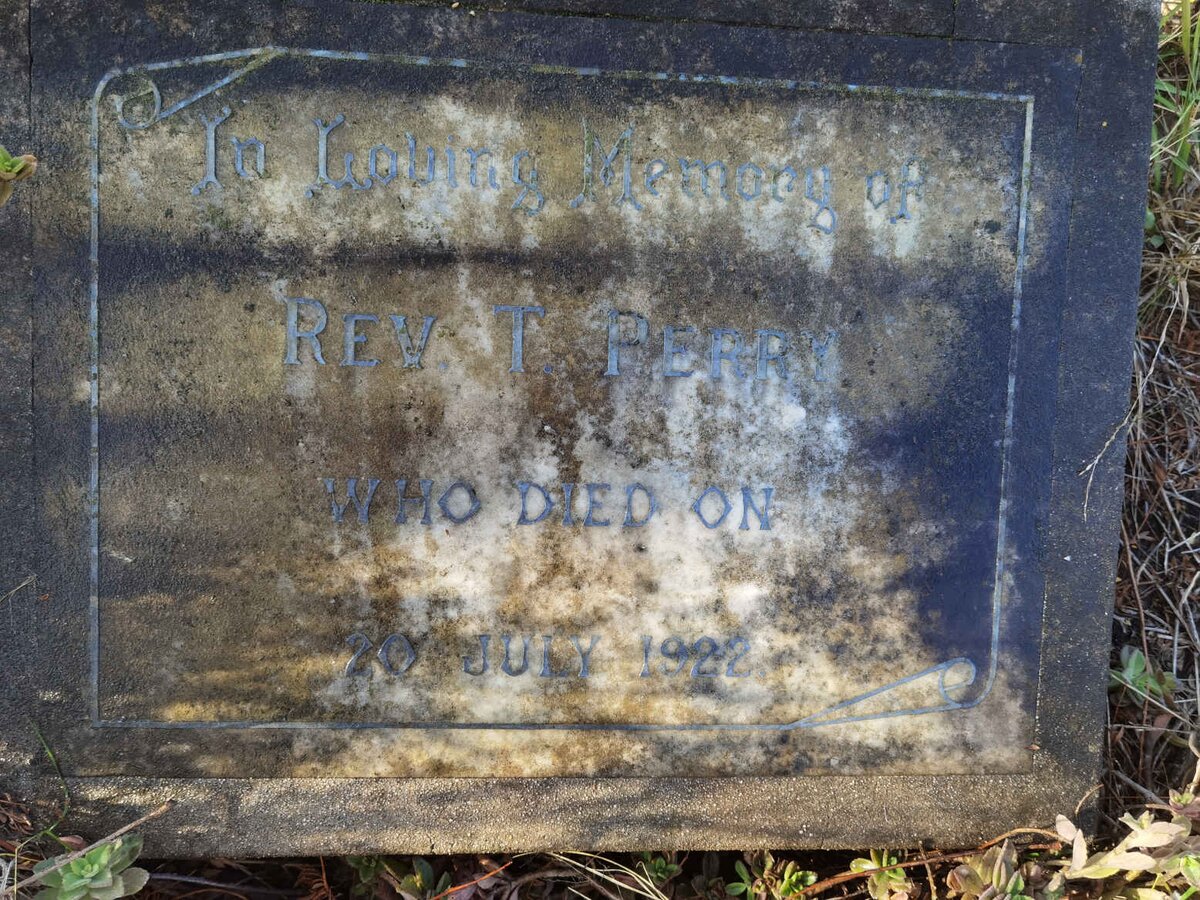 In Loving Memory of
REV. T. PERRY
WHO DIED ON
20 JULY 1922.